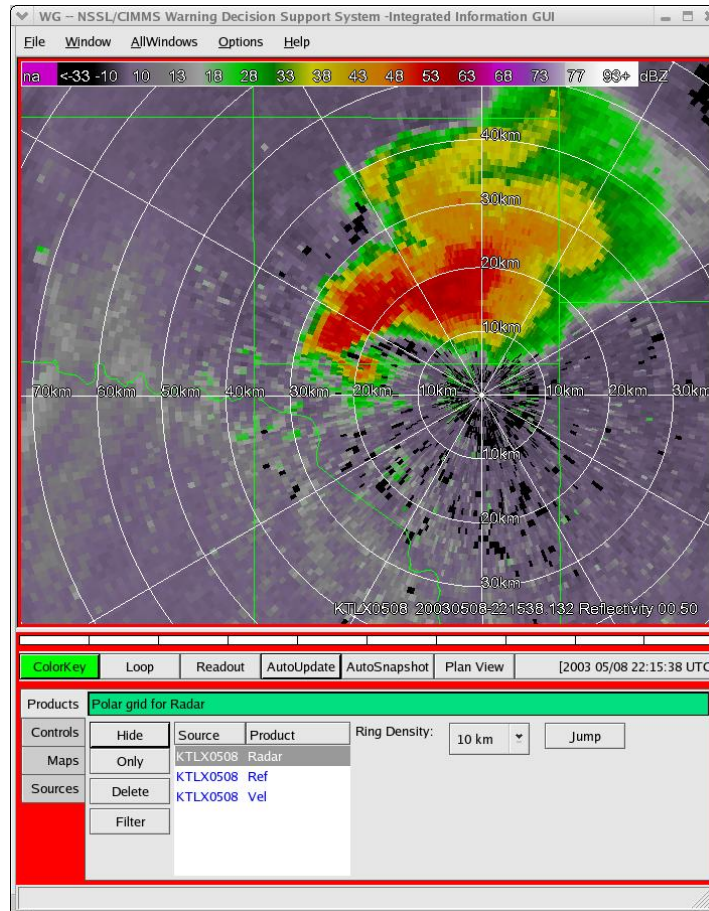 WG -- NSSL/CIMMS Warning Decision Support System -Integrated Information GUI
File Window AllWindows Options Help
na <-33 -10 10 13 18 28 33 38 43 48 53 63 68 73 77 93+ dBZ
40km
30km
20km
10km
70km 60km 50km 40km 30km 20km 10km 10km 20km 30km
10km
20km
30km
KTLX0508 20030508-221538.132 Reflectivity 00.50
ColorKey Loop Readout AutoUpdate AutoSnapshot Plan View [2003 05/08 22:15:38 UTC
Products Polar grid for Radar
Controls Hide Source Product Ring Density: 10 km Jump
Maps Only KTLX0508 Radar
Sources Delete KTLX0508 Ref
KTLX0508 Vel
Filter